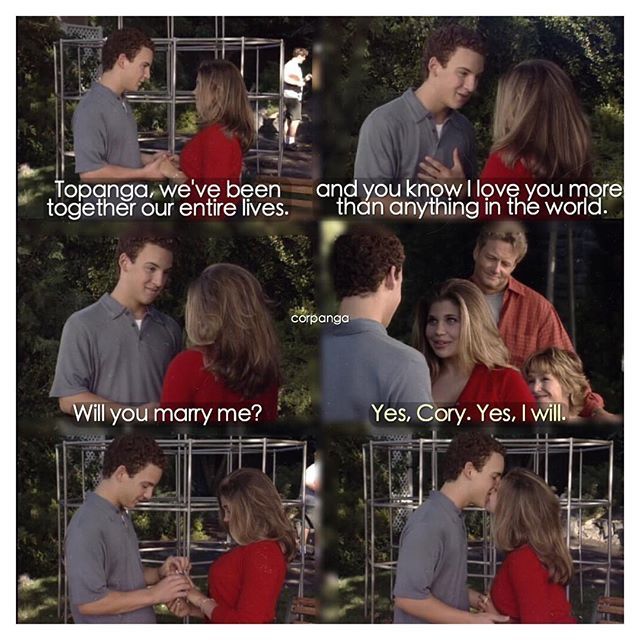 Topanga, we've been
together our entire lives.
and you know I love you more
than anything in the world.
corpanga
Will you marry me?
Yes, Cory. Yes, I will.